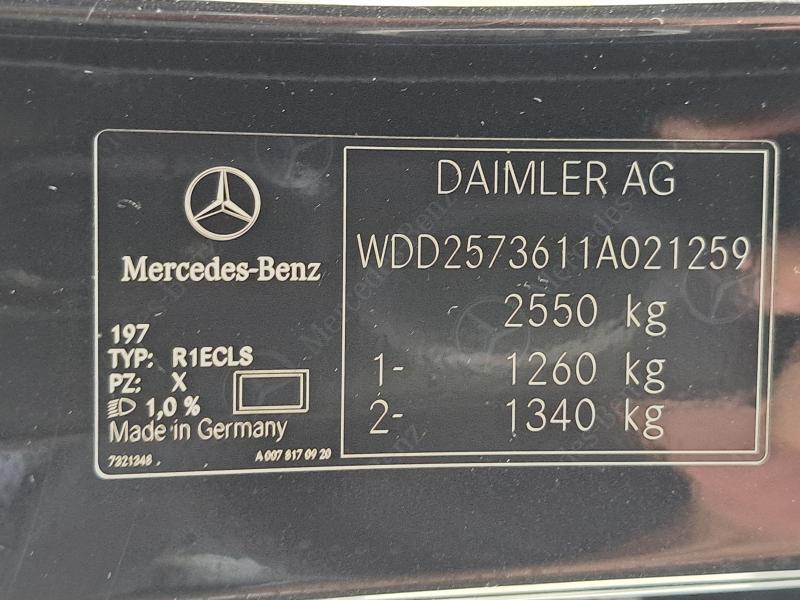 Mercedes-Benz
197
TYP: R1ECLS
PZ: X
1,0 %
Made in Germany
7321348
A 007 817 09 20
DAIMLER AG
WDD2573611A021259
2550 kg
1- 1260 kg
2- 1340 kg